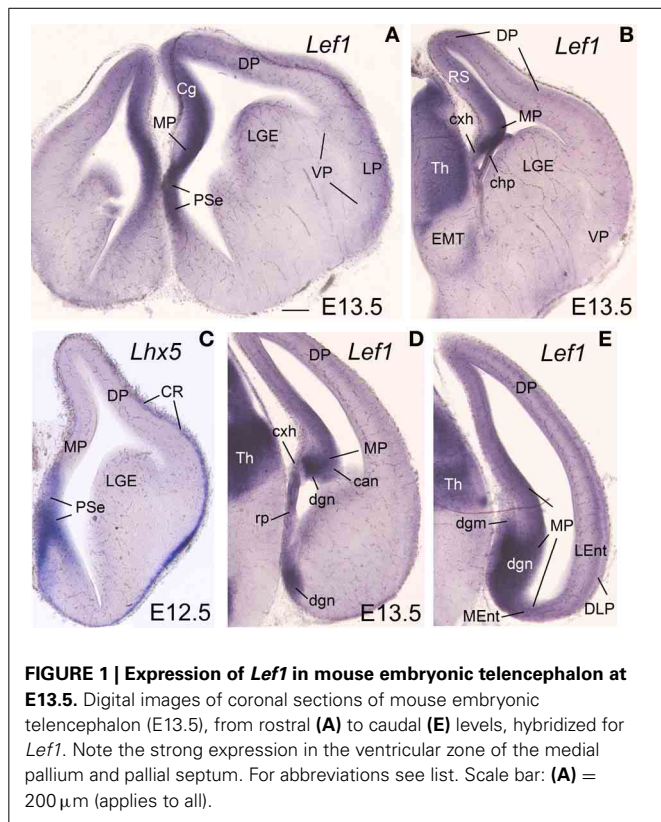 Lef1 A
DP
Cg
MP
LGE
VP
LP
PSe
E13.5
DP Lef1 B
RS
cxh
MP
Th
LGE
chp
EMT
VP
E13.5
Lhx5 C
DP CR
MP
LGE
PSe
E12.5
DP Lef1 D
cxh
Th
MP
can
dgn
rp
dgn
E13.5
Lef1 E
DP
Th
dgm
MP
dgn
LEnt
DLP
MEnt
FIGURE 1 | Expression of Lef1 in mouse embryonic telencephalon at
E13.5. Digital images of coronal sections of mouse embryonic
telencephalon (E13.5), from rostral (A) to caudal (E) levels, hybridized for
Lef1. Note the strong expression in the ventricular zone of the medial
pallium and pallial septum. For abbreviations see list. Scale bar: (A) =
200 μm (applies to all).